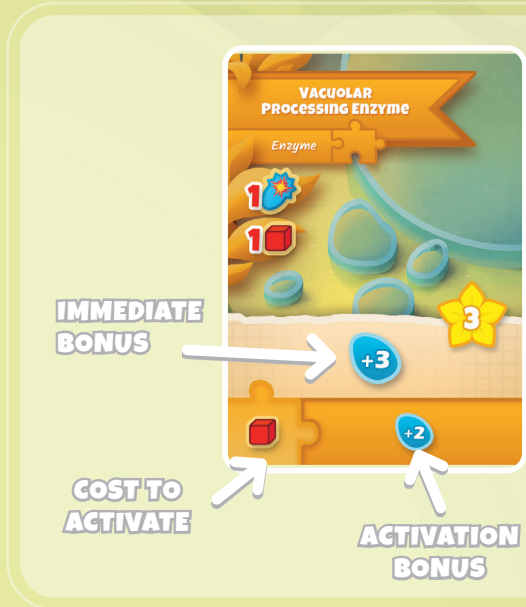 VACUOLAR
PROCESSING ENZYME
Enzyme
1
1
3
IMMEDIATE
BONUS
+3
+2
COST TO
ACTIVATE
ACTIVATION
BONUS